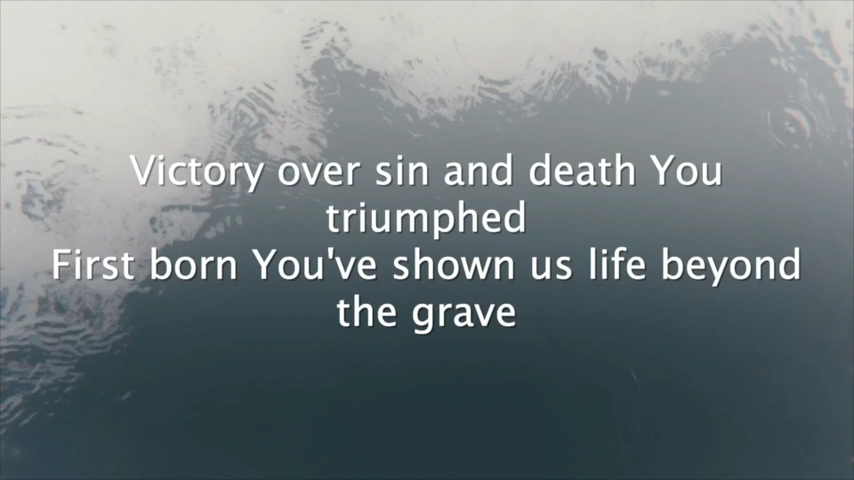 Victory over sin and death You
triumphed
First born You've shown us life beyond
the grave